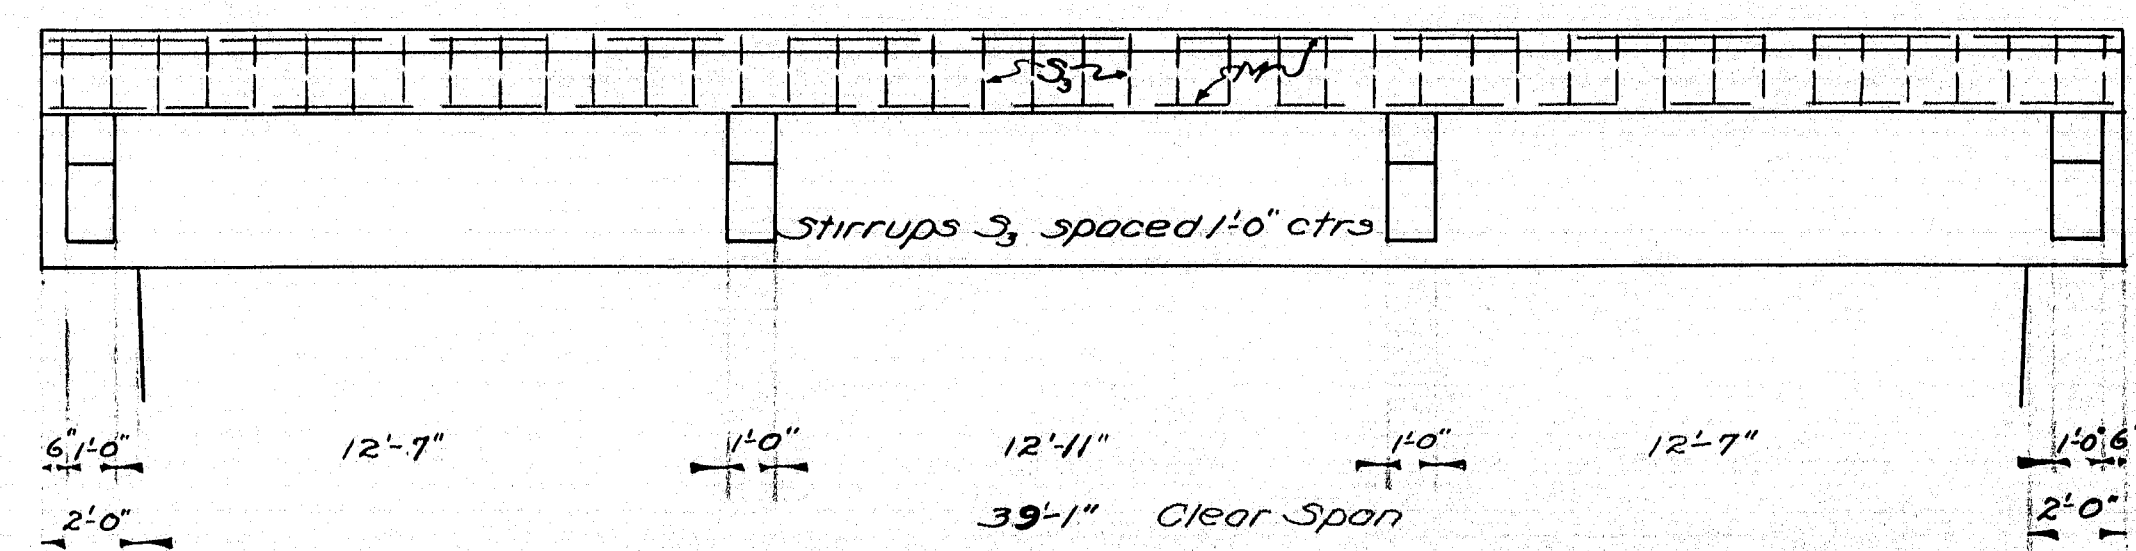 S₃ M
Stirrups S₃ spaced 1'-0" ctrs
6" 1'-0" 12'-7" 1'-0" 12'-11" 1'-0" 12'-7" 1'-0" 6"
2'-0" 39'-1" Clear Span 2'-0"